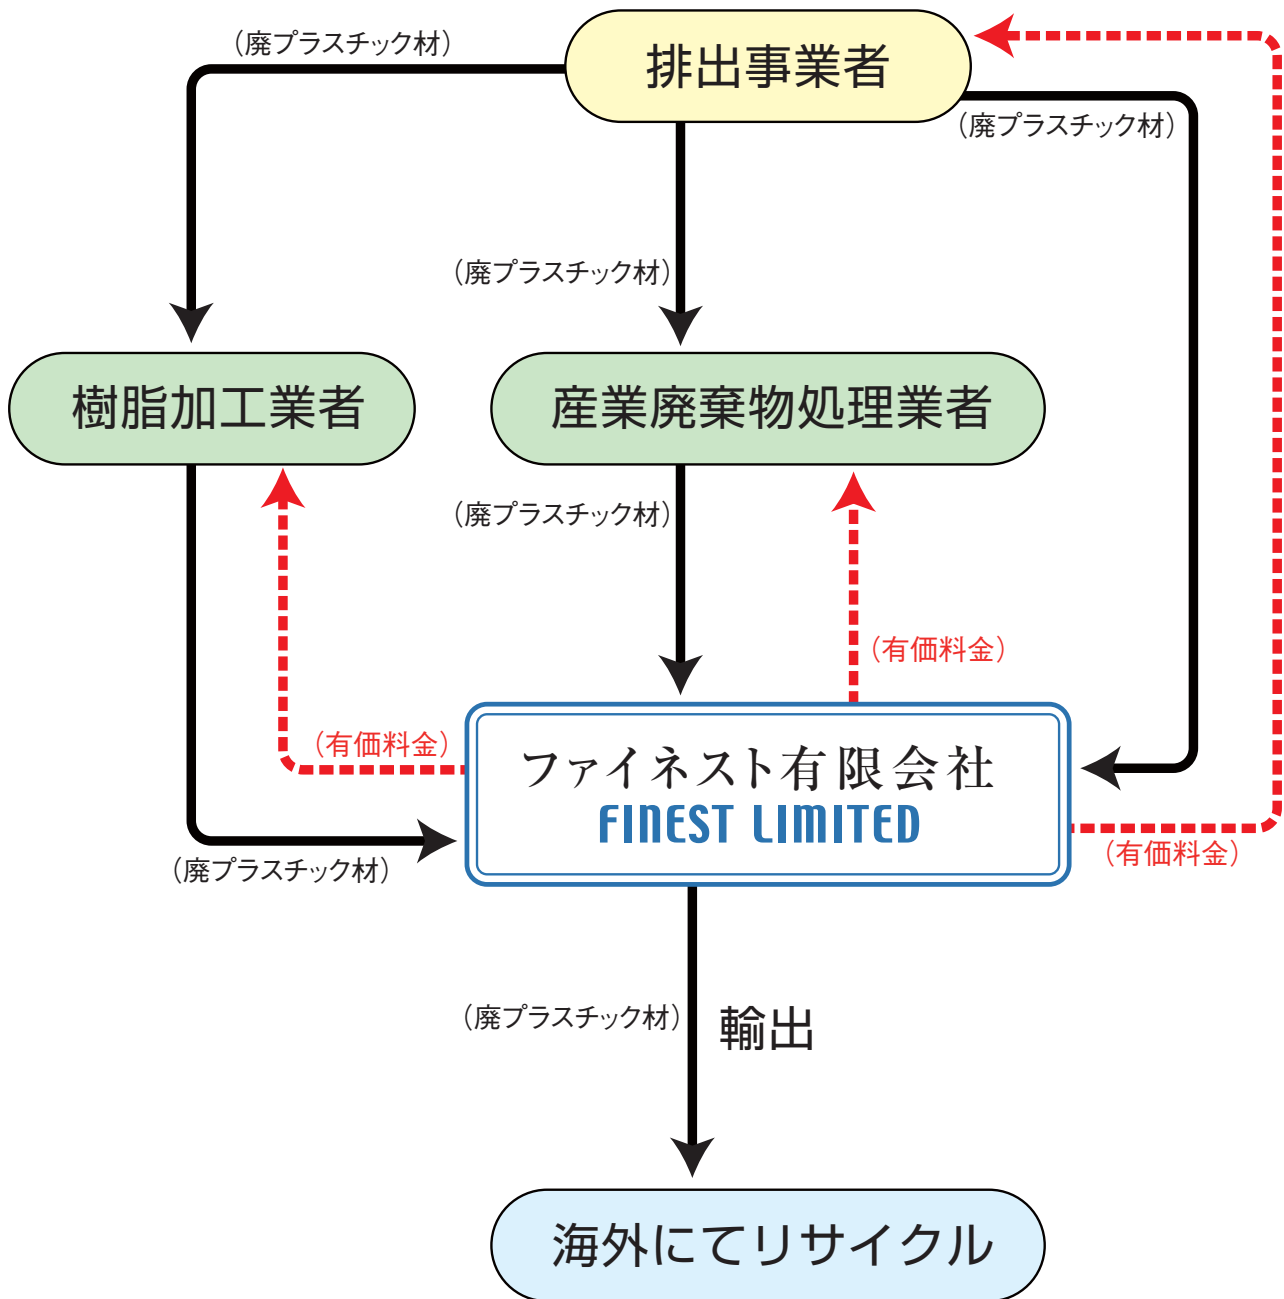 （廃プラスチック材）
排出事業者
（廃プラスチック材）
（廃プラスチック材）
樹脂加工業者
産業廃棄物処理業者
（廃プラスチック材）
（有価料金）
（有価料金）
ファイネスト有限会社
FINEST LIMITED
（有価料金）
（廃プラスチック材）
（廃プラスチック材）
輸出
海外にてリサイクル